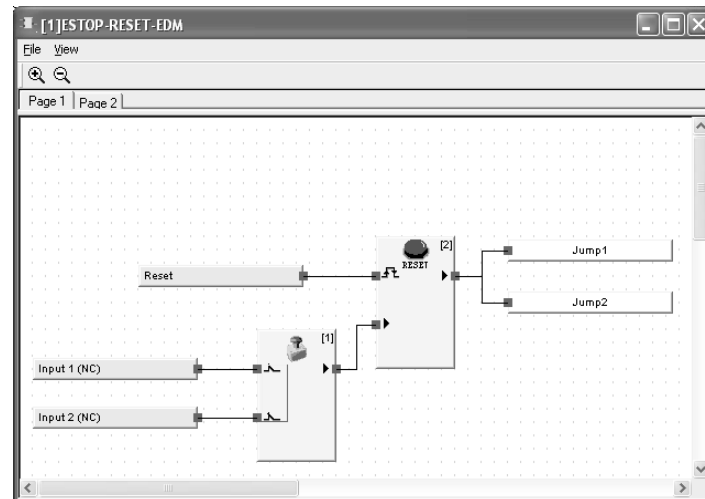 [1]ESTOP-RESET-EDM
File View
Page 1 Page 2
[2]
RESET
Jump1
Reset
Jump2
[1]
Input 1 (NC)
Input 2 (NC)